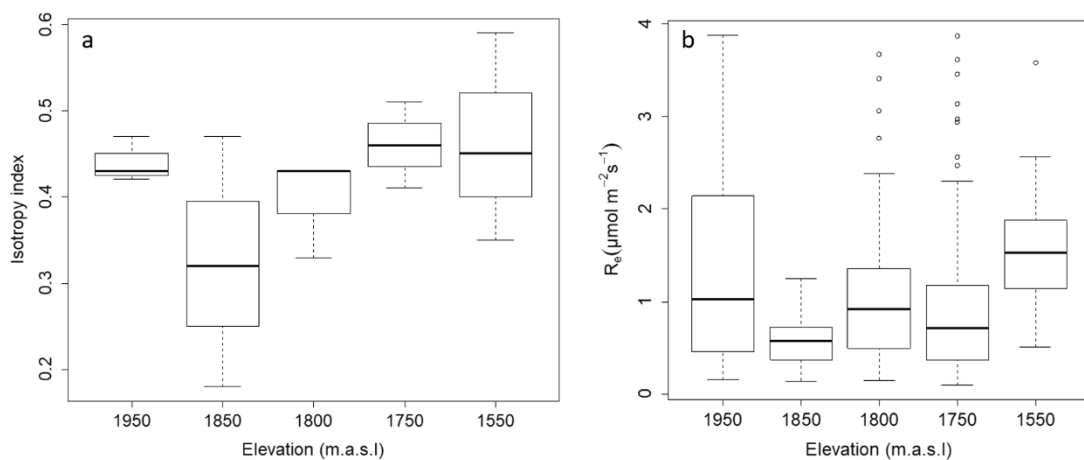 a
Isotropy index
0.6
0.5
0.4
0.3
0.2
1950 1850 1800 1750 1550
Elevation (m.a.s.l)
b
Re(μmol m−2s−1)
4
3
2
1
0
1950 1850 1800 1750 1550
Elevation (m.a.s.l)